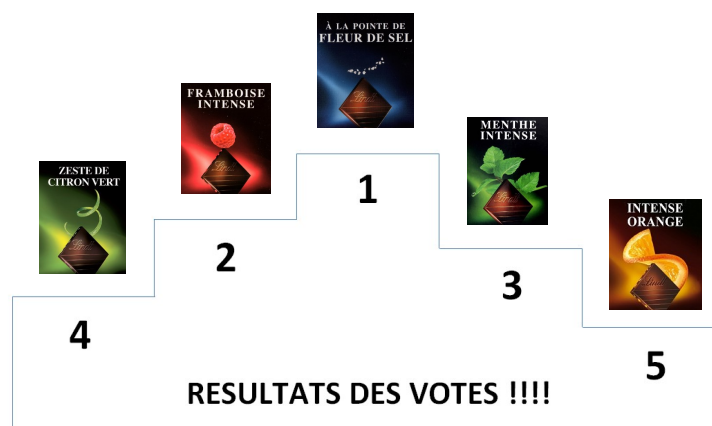 À LA POINTE DE
FLEUR DE SEL
FRAMBOISE
INTENSE
MENTHE
INTENSE
ZESTE DE
CITRON VERT
INTENSE
ORANGE
1
2
3
4
5
RESULTATS DES VOTES !!!!